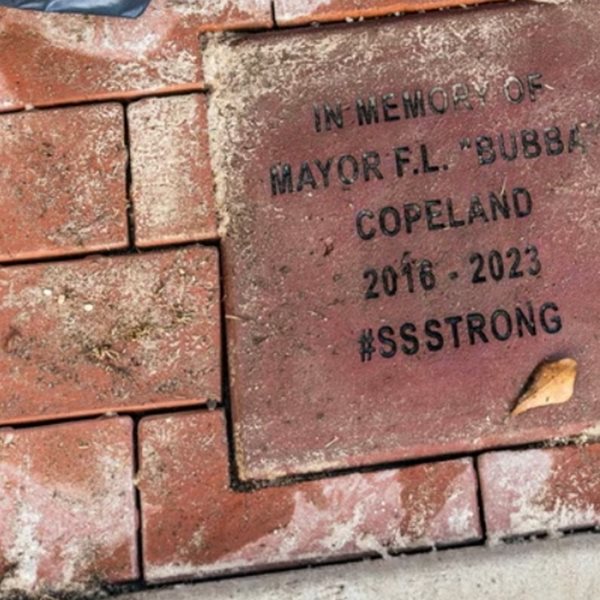 IN MEMORY OF
MAYOR F.L. "BUBBA"
COPELAND
2016 - 2023
#SSSTRONG